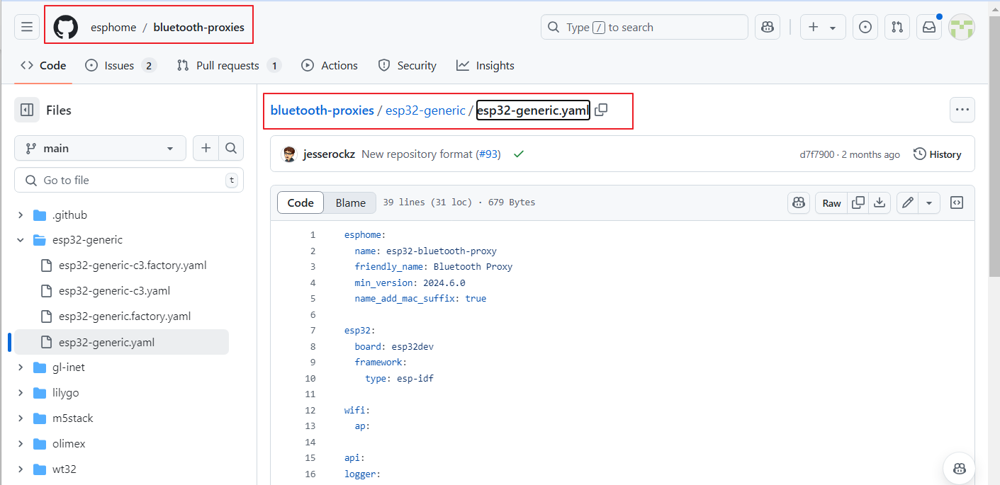 esphome / bluetooth-proxies
Type / to search
Code Issues 2 Pull requests 1 Actions Security Insights
Files
main
Go to file t
.github
esp32-generic
esp32-generic-c3.factory.yaml
esp32-generic-c3.yaml
esp32-generic.factory.yaml
esp32-generic.yaml
gl-inet
lilygo
m5stack
olimex
wt32
bluetooth-proxies / esp32-generic / esp32-generic.yaml
jesserockz New repository format (#93) d7f7900 · 2 months ago History
Code Blame 39 lines (31 loc) · 679 Bytes Raw
1 esphome:
2   name: esp32-bluetooth-proxy
3   friendly_name: Bluetooth Proxy
4   min_version: 2024.6.0
5   name_add_mac_suffix: true
6
7 esp32:
8   board: esp32dev
9   framework:
10     type: esp-idf
11
12 wifi:
13   ap:
14
15 api:
16 logger: